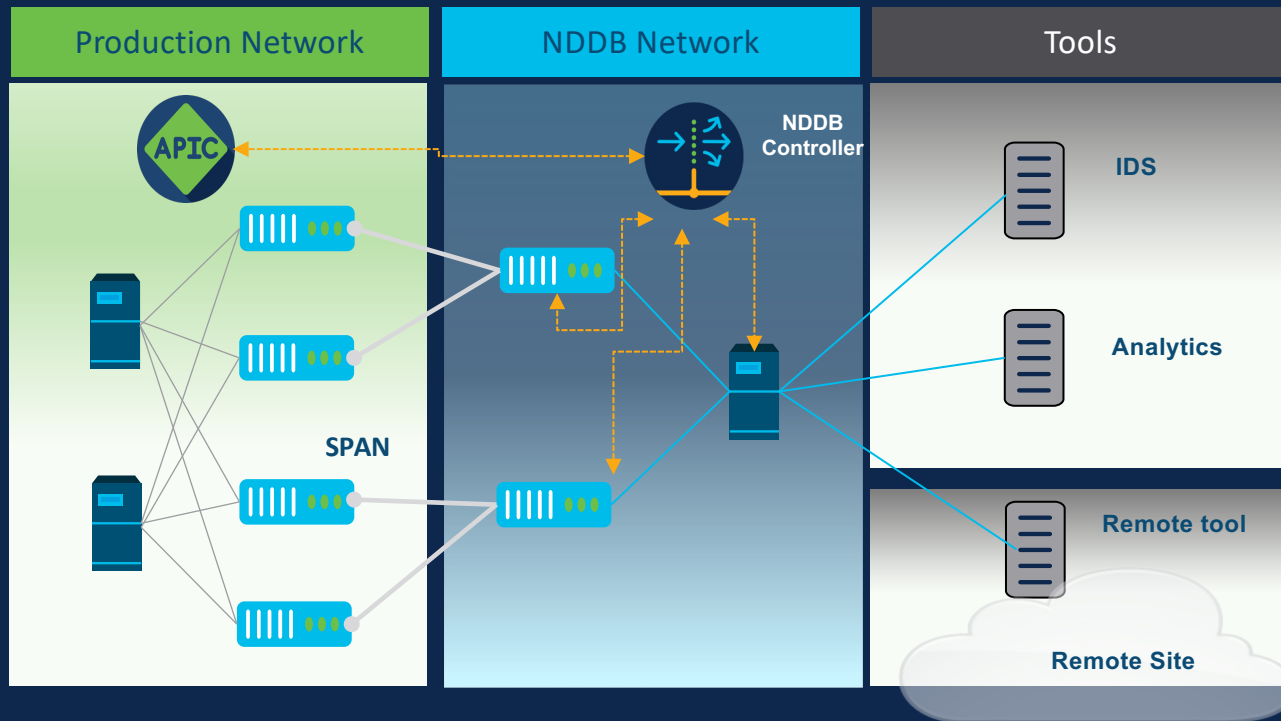 Production Network
NDDB Network
Tools
APIC
NDDB
Controller
IDS
Analytics
SPAN
Remote tool
Remote Site